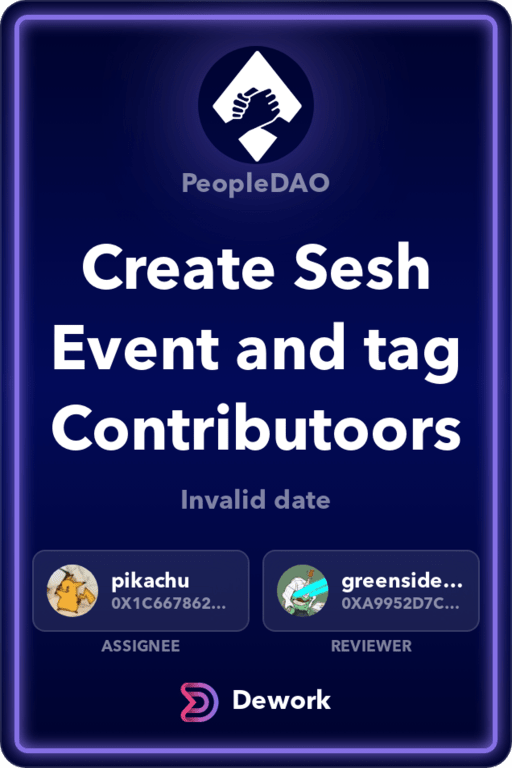 PeopleDAO
Create Sesh
Event and tag
Contributoors
Invalid date
pikachu
0X1C667862...
greenside...
0XA9952D7C...
ASSIGNEE
REVIEWER
Dework